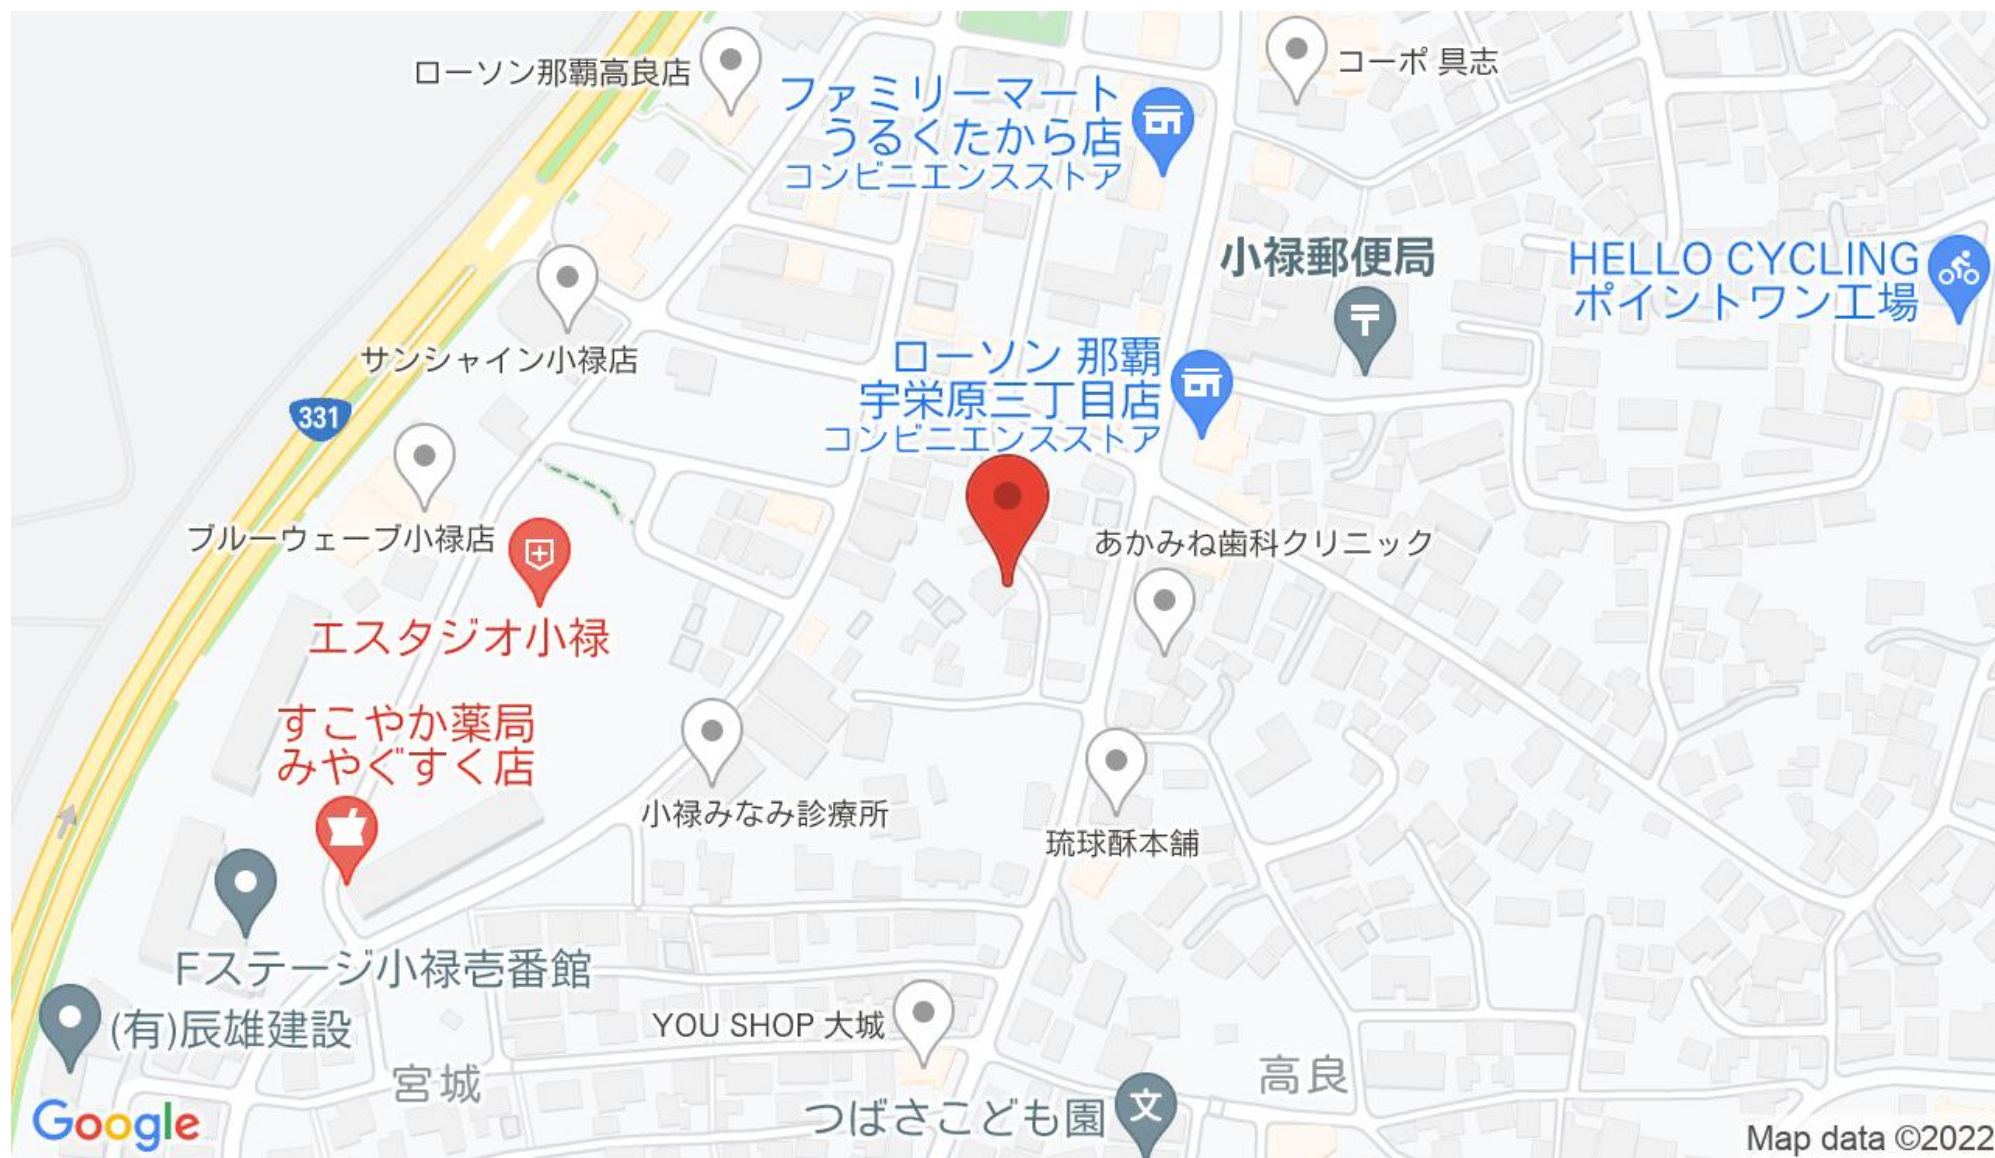 ローソン那覇高良店
コーポ 具志
ファミリーマート
うるくたから店
コンビニエンスストア
小禄郵便局
HELLO CYCLING
ポイントワン工場
サンシャイン小禄店
ローソン 那覇
宇栄原三丁目店
コンビニエンスストア
331
ブルーウェーブ小禄店
あかみね歯科クリニック
エスタジオ小禄
すこやか薬局
みやぐすく店
小禄みなみ診療所
琉球酥本舗
Fステージ小禄壱番館
(有)辰雄建設
YOU SHOP 大城
宮城
高良
つばさこども園
文
Google
Map data ©2022